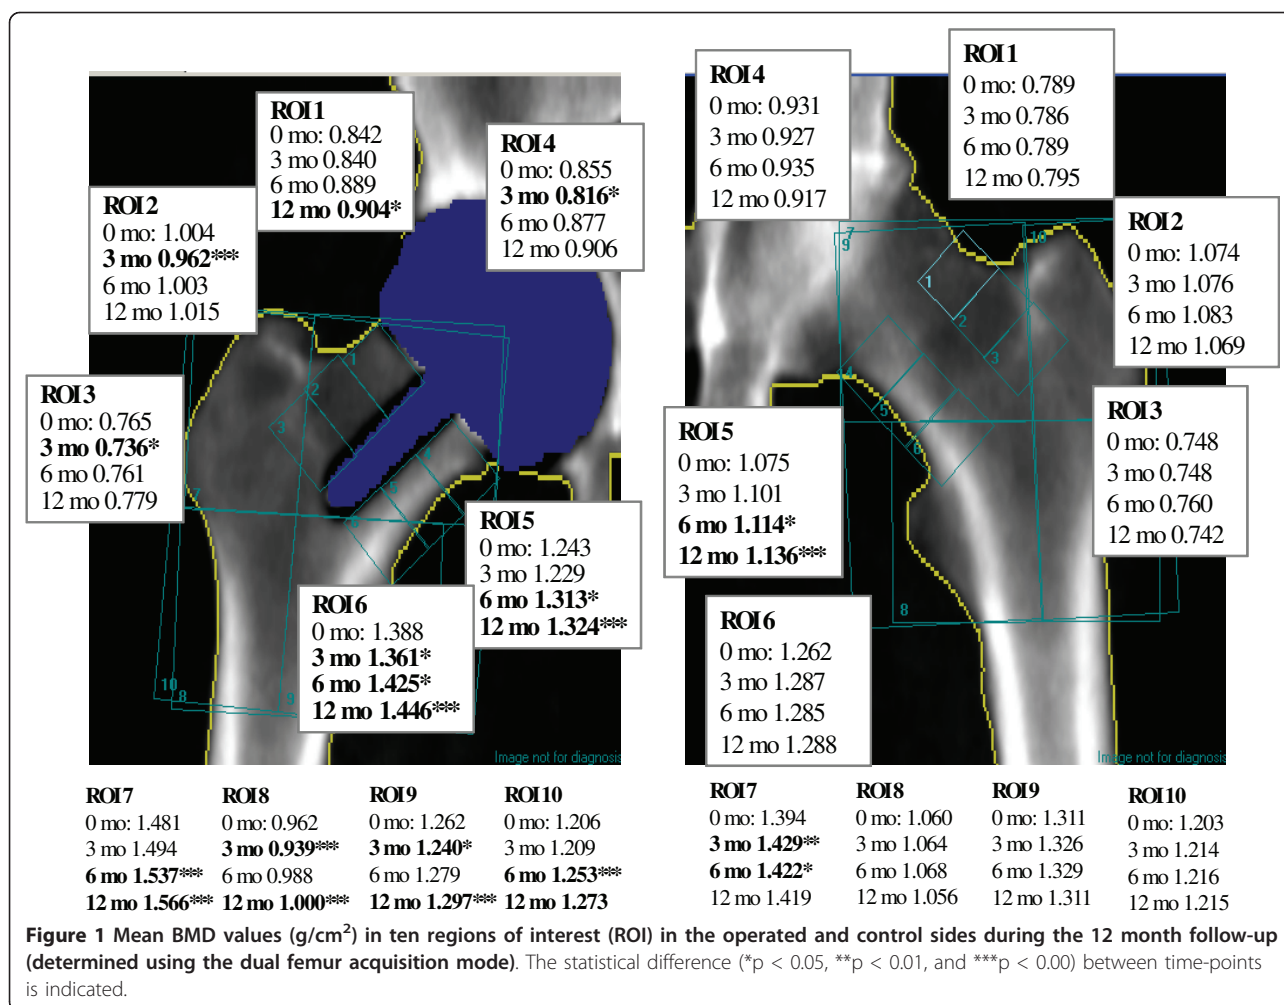 ROI1
0 mo: 0.842
3 mo 0.840
6 mo 0.889
12 mo 0.904*
ROI4
0 mo: 0.855
3 mo 0.816*
6 mo 0.877
12 mo 0.906
ROI2
0 mo: 1.004
3 mo 0.962***
6 mo 1.003
12 mo 1.015
ROI3
0 mo: 0.765
3 mo 0.736*
6 mo 0.761
12 mo 0.779
ROI5
0 mo: 1.243
3 mo 1.229
6 mo 1.313*
12 mo 1.324***
ROI6
0 mo: 1.388
3 mo 1.361*
6 mo 1.425*
12 mo 1.446***
1
2
3
4
5
6
7
10
8
9
Image not for diagnosis
ROI7
0 mo: 1.481
3 mo 1.494
6 mo 1.537***
12 mo 1.566***
ROI8
0 mo: 0.962
3 mo 0.939***
6 mo 0.988
12 mo 1.000***
ROI9
0 mo: 1.262
3 mo 1.240*
6 mo 1.279
12 mo 1.297***
ROI10
0 mo: 1.206
3 mo 1.209
6 mo 1.253***
12 mo 1.273
ROI4
0 mo: 0.931
3 mo 0.927
6 mo 0.935
12 mo 0.917
ROI1
0 mo: 0.789
3 mo 0.786
6 mo 0.789
12 mo 0.795
ROI2
0 mo: 1.074
3 mo 1.076
6 mo 1.083
12 mo 1.069
ROI3
0 mo: 0.748
3 mo 0.748
6 mo 0.760
12 mo 0.742
ROI5
0 mo: 1.075
3 mo 1.101
6 mo 1.114*
12 mo 1.136***
ROI6
0 mo: 1.262
3 mo 1.287
6 mo 1.285
12 mo 1.288
7
9
10
1
2
3
4
5
6
8
Image not for diagnosis
ROI7
0 mo: 1.394
3 mo 1.429**
6 mo 1.422*
12 mo 1.419
ROI8
0 mo: 1.060
3 mo 1.064
6 mo 1.068
12 mo 1.056
ROI9
0 mo: 1.311
3 mo 1.326
6 mo 1.329
12 mo 1.311
ROI10
0 mo: 1.203
3 mo 1.214
6 mo 1.216
12 mo 1.215
Figure 1 Mean BMD values (g/cm²) in ten regions of interest (ROI) in the operated and control sides during the 12 month follow-up
(determined using the dual femur acquisition mode). The statistical difference (*p < 0.05, **p < 0.01, and ***p < 0.00) between time-points
is indicated.